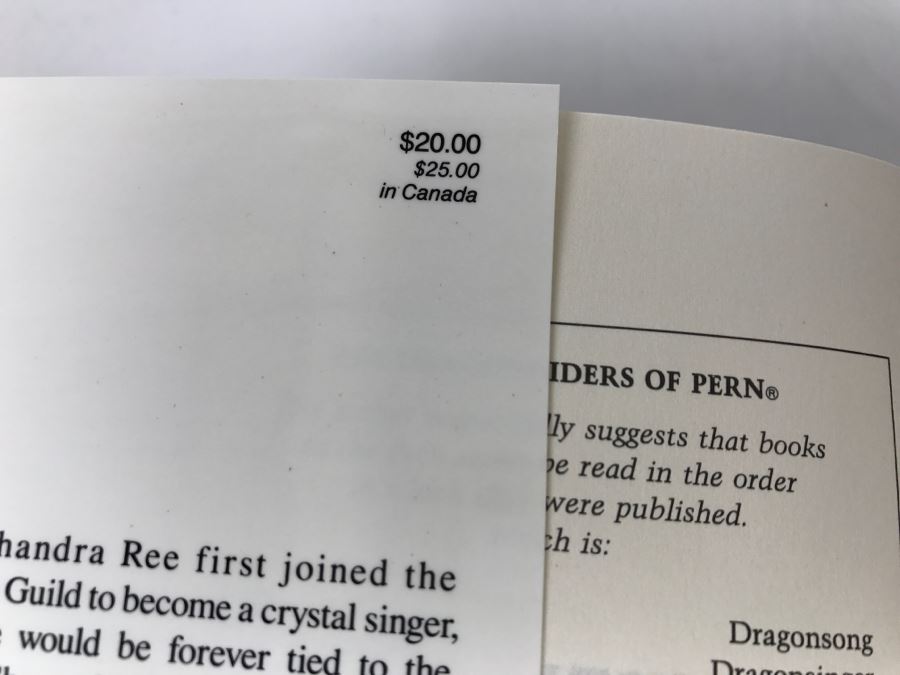 $20.00
$25.00
in Canada
handra Ree first joined the
Guild to become a crystal singer,
would be forever tied to the
IDERS OF PERN®
lly suggests that books
be read in the order
were published.
ch is:
Dragonsong
Dragonsinger